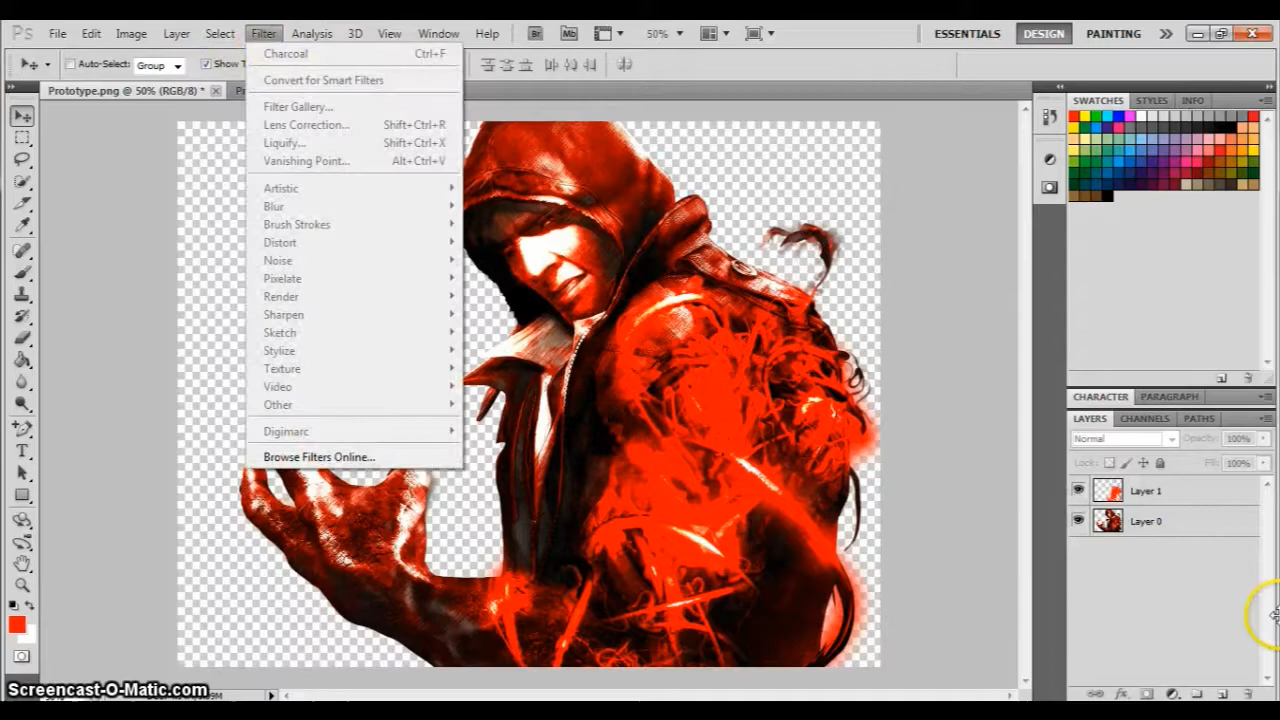 Ps File Edit Image Layer Select Filter Analysis 3D View Window Help Br Mb 50% ESSENTIALS DESIGN PAINTING
Auto-Select: Group Show T
Prototype.png @ 50% (RGB/8) * Pr
Charcoal Ctrl+F
Convert for Smart Filters
Filter Gallery...
Lens Correction... Shift+Ctrl+R
Liquify... Shift+Ctrl+X
Vanishing Point... Alt+Ctrl+V
Artistic
Blur
Brush Strokes
Distort
Noise
Pixelate
Render
Sharpen
Sketch
Stylize
Texture
Video
Other
Digimarc
Browse Filters Online...
SWATCHES STYLES INFO
CHARACTER PARAGRAPH
LAYERS CHANNELS PATHS
Normal Opacity: 100%
Lock: Fill: 100%
Layer 1
Layer 0
Screencast-O-Matic.com